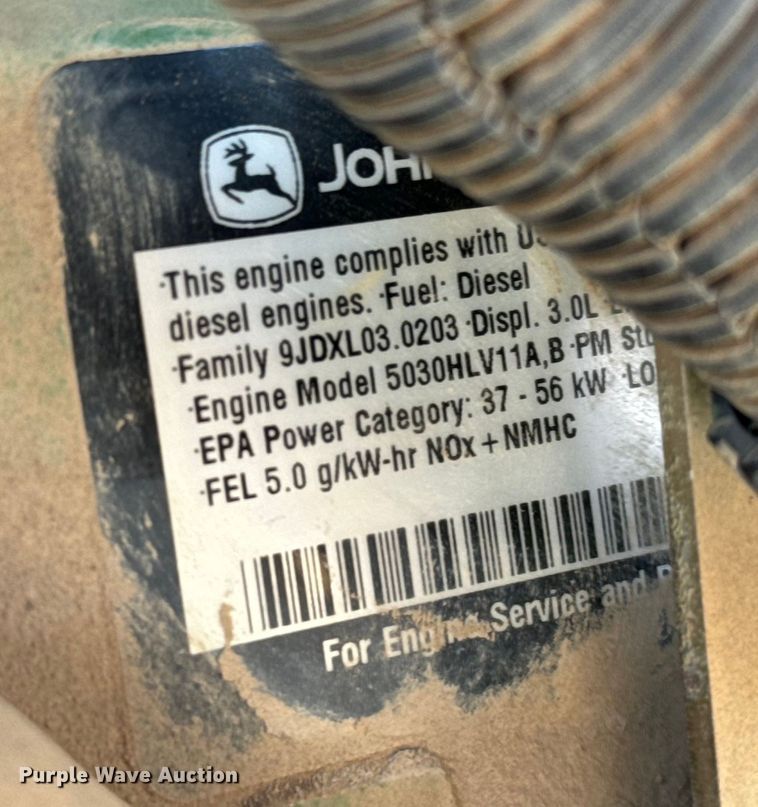 JOH
·This engine complies with U
diesel engines. ·Fuel: Diesel
·Family 9JDXL03.0203 ·Displ. 3.0L
·Engine Model 5030HLV11A,B ·PM St
·EPA Power Category: 37 - 56 kW ·LO
·FEL 5.0 g/kW-hr NOx + NMHC
For Engine Service and
Purple Wave Auction